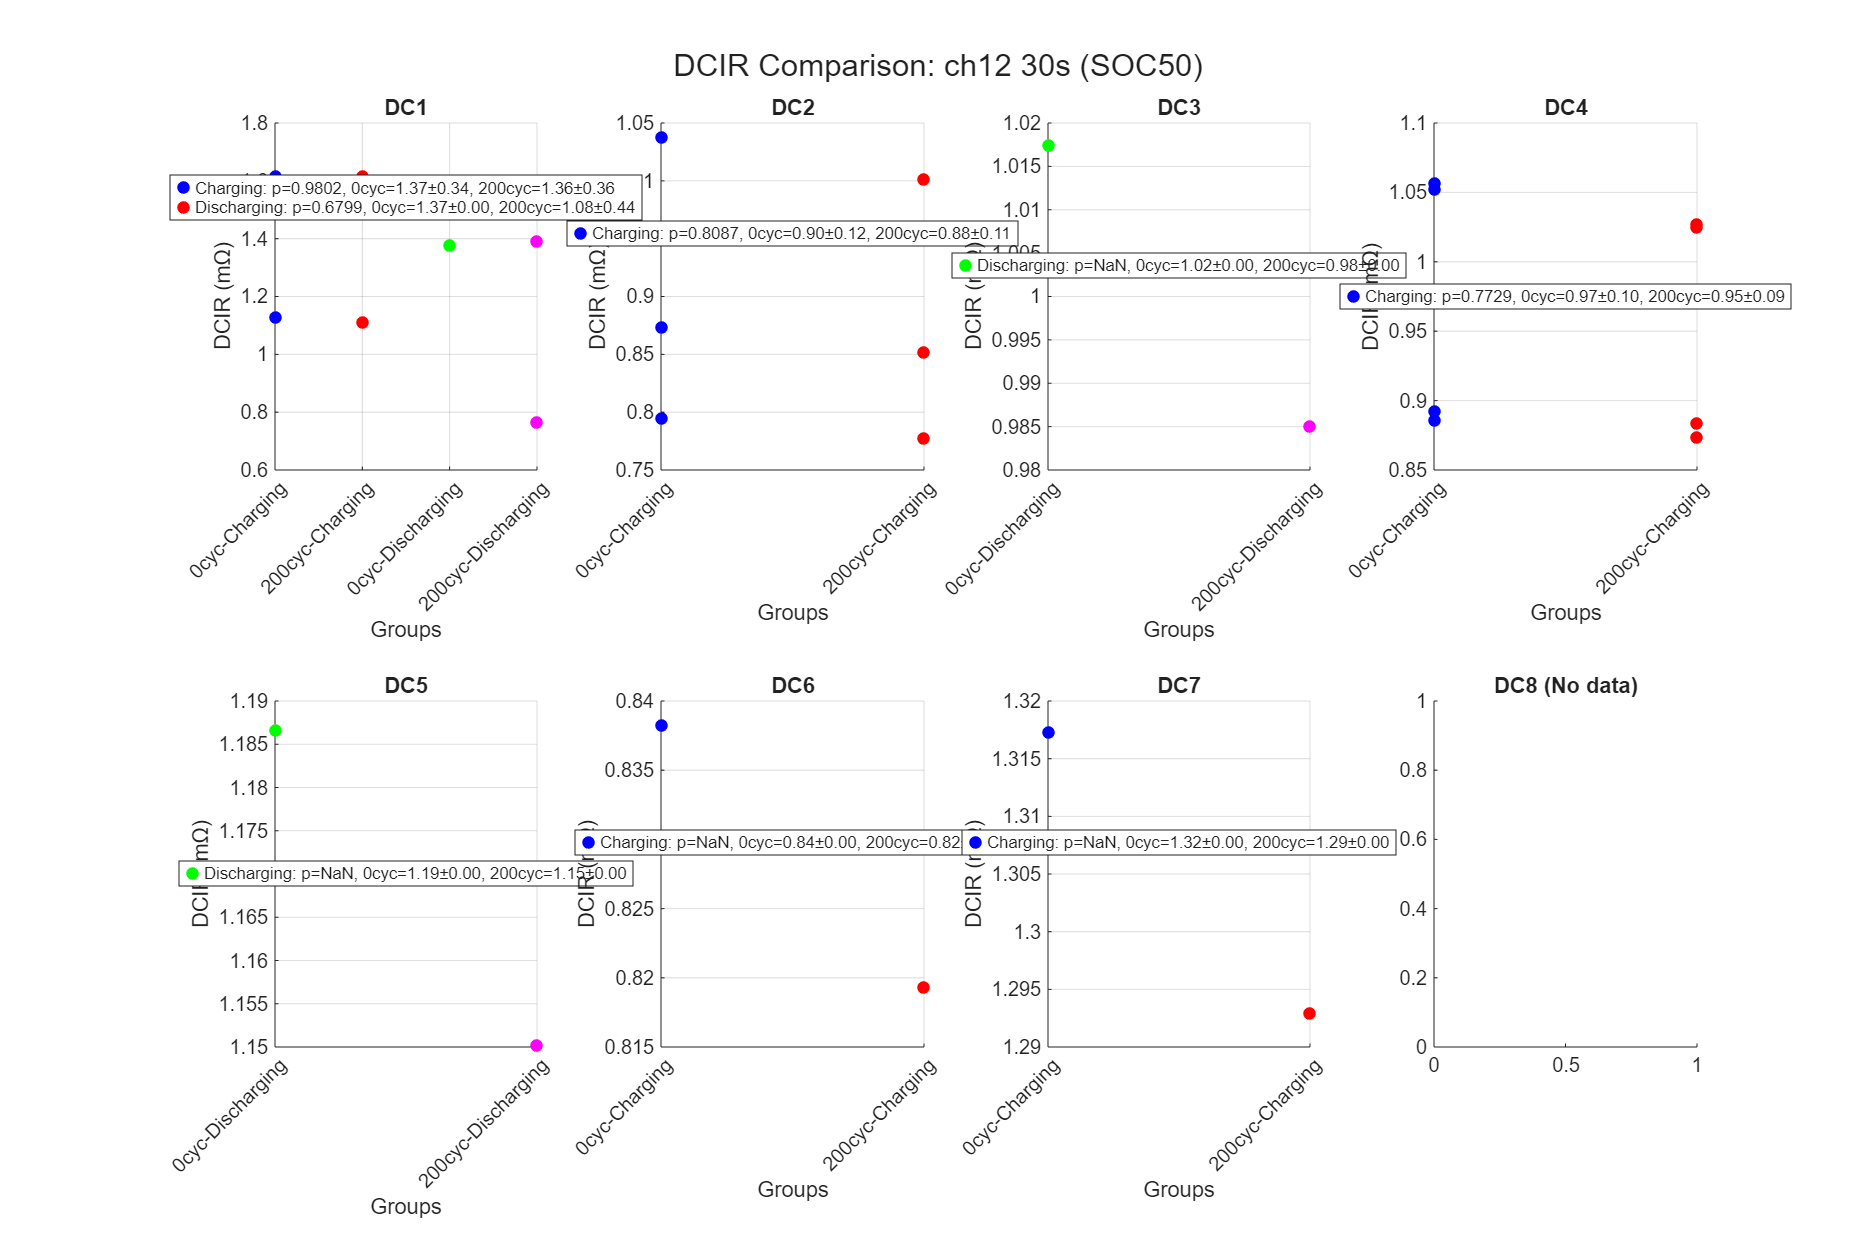 DCIR Comparison: ch12 30s (SOC50)
DC1
1.8
1.4
1.2
1
0.8
0.6
DCIR (mΩ)
Charging: p=0.9802, 0cyc=1.37±0.34, 200cyc=1.36±0.36
Discharging: p=0.6799, 0cyc=1.37±0.00, 200cyc=1.08±0.44
0cyc-Charging
200cyc-Charging
0cyc-Discharging
200cyc-Discharging
Groups
DC2
1.05
1
0.9
0.85
0.8
0.75
DCIR (mΩ)
Charging: p=0.8087, 0cyc=0.90±0.12, 200cyc=0.88±0.11
0cyc-Charging
200cyc-Charging
Groups
DC3
1.02
1.015
1.01
1.005
1
0.995
0.99
0.985
0.98
DCIR (mΩ)
Discharging: p=NaN, 0cyc=1.02±0.00, 200cyc=0.98±0.00
0cyc-Discharging
200cyc-Discharging
Groups
DC4
1.1
1.05
1
0.95
0.9
0.85
DCIR (mΩ)
Charging: p=0.7729, 0cyc=0.97±0.10, 200cyc=0.95±0.09
0cyc-Charging
200cyc-Charging
Groups
DC5
1.19
1.185
1.18
1.175
1.165
1.16
1.155
1.15
DCIR (mΩ)
Discharging: p=NaN, 0cyc=1.19±0.00, 200cyc=1.15±0.00
0cyc-Discharging
200cyc-Discharging
Groups
DC6
0.84
0.835
0.825
0.82
0.815
DCIR (mΩ)
Charging: p=NaN, 0cyc=0.84±0.00, 200cyc=0.82
0cyc-Charging
200cyc-Charging
Groups
DC7
1.32
1.315
1.31
1.305
1.3
1.295
1.29
DCIR (mΩ)
Charging: p=NaN, 0cyc=1.32±0.00, 200cyc=1.29±0.00
0cyc-Charging
200cyc-Charging
Groups
DC8 (No data)
1
0.8
0.6
0.4
0.2
0
0
0.5
1